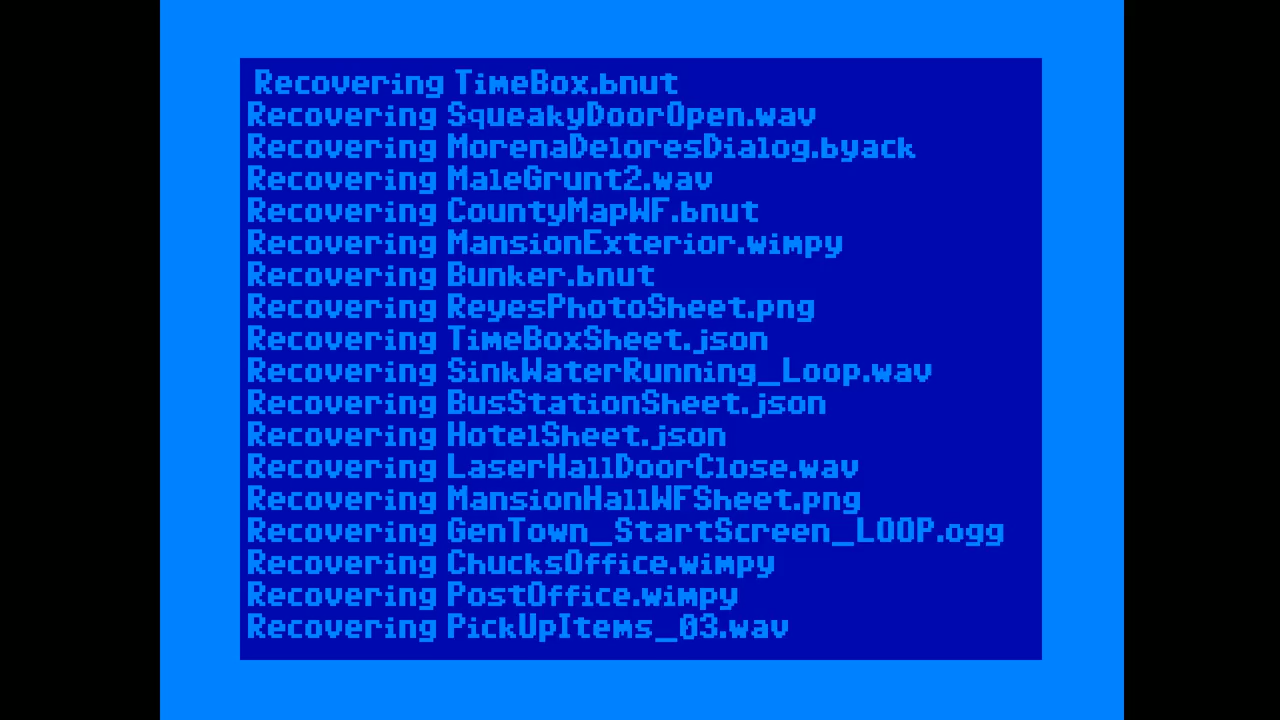 Recovering TimeBox.bnut
Recovering SqueakyDoorOpen.wav
Recovering MorenaDeloresDialog.byack
Recovering MaleGrunt2.wav
Recovering CountyMapWF.bnut
Recovering MansionExterior.wimpy
Recovering Bunker.bnut
Recovering ReyesPhotoSheet.png
Recovering TimeBoxSheet.json
Recovering SinkWaterRunning_Loop.wav
Recovering BusStationSheet.json
Recovering HotelSheet.json
Recovering LaserHallDoorClose.wav
Recovering MansionHallWFSheet.png
Recovering GenTown_StartScreen_LOOP.ogg
Recovering ChucksOffice.wimpy
Recovering PostOffice.wimpy
Recovering PickUpItems_03.wav